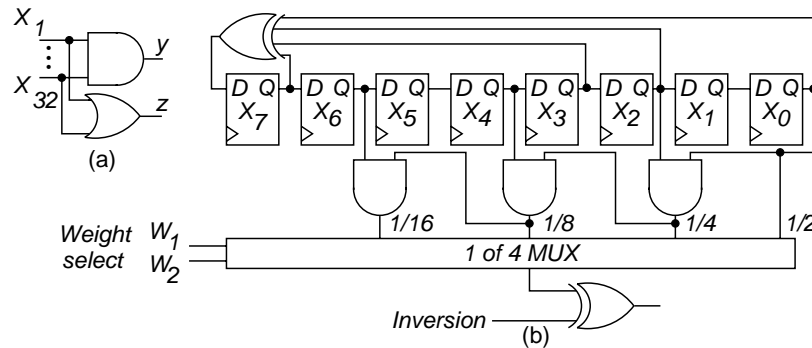 X1
y
X32
z
(a)
D Q D Q D Q D Q D Q D Q D Q D Q
X7 X6 X5 X4 X3 X2 X1 X0
1/16 1/8 1/4 1/2
Weight select
W1
W2
1 of 4 MUX
Inversion
(b)